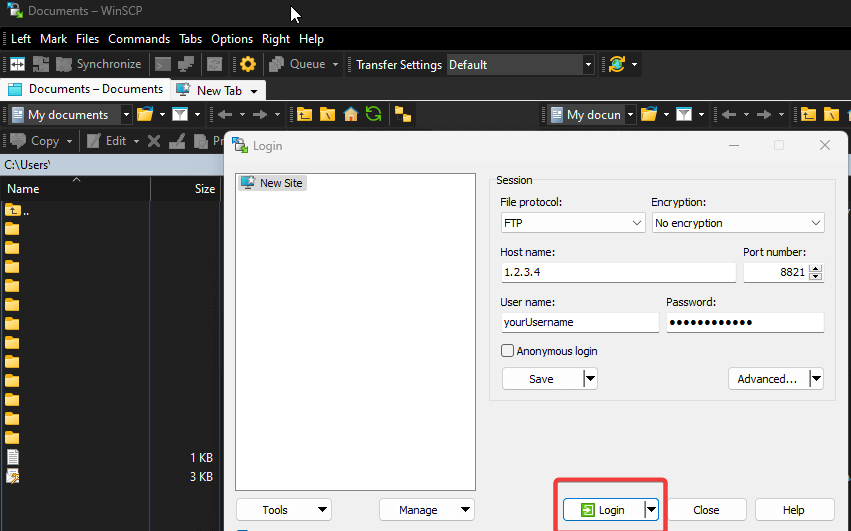 Documents – WinSCP
Left Mark Files Commands Tabs Options Right Help
Synchronize Queue Transfer Settings Default
Documents – Documents New Tab
My documents My docun
Copy Edit Pr
C:\Users\
Name Size
..
1 KB
3 KB
Login
New Site
Session
File protocol: Encryption:
FTP No encryption
Host name: Port number:
1.2.3.4 8821
User name: Password:
yourUsername ●●●●●●●●●●●●
Anonymous login
Save Advanced...
Tools Manage Login Close Help